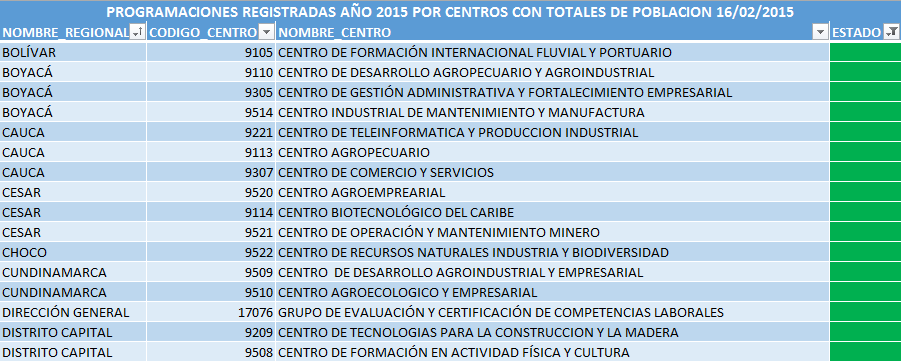 PROGRAMACIONES REGISTRADAS AÑO 2015 POR CENTROS CON TOTALES DE POBLACION 16/02/2015
NOMBRE_REGIONAL CODIGO_CENTRO NOMBRE_CENTRO ESTADO
BOLÍVAR 9105 CENTRO DE FORMACIÓN INTERNACIONAL FLUVIAL Y PORTUARIO
BOYACÁ 9110 CENTRO DE DESARROLLO AGROPECUARIO Y AGROINDUSTRIAL
BOYACÁ 9305 CENTRO DE GESTIÓN ADMINISTRATIVA Y FORTALECIMIENTO EMPRESARIAL
BOYACÁ 9514 CENTRO INDUSTRIAL DE MANTENIMIENTO Y MANUFACTURA
CAUCA 9221 CENTRO DE TELEINFORMATICA Y PRODUCCION INDUSTRIAL
CAUCA 9113 CENTRO AGROPECUARIO
CAUCA 9307 CENTRO DE COMERCIO Y SERVICIOS
CESAR 9520 CENTRO AGROEMPREARIAL
CESAR 9114 CENTRO BIOTECNOLÓGICO DEL CARIBE
CESAR 9521 CENTRO DE OPERACIÓN Y MANTENIMIENTO MINERO
CHOCO 9522 CENTRO DE RECURSOS NATURALES INDUSTRIA Y BIODIVERSIDAD
CUNDINAMARCA 9509 CENTRO  DE DESARROLLO AGROINDUSTRIAL Y EMPRESARIAL
CUNDINAMARCA 9510 CENTRO AGROECOLOGICO Y EMPRESARIAL
DIRECCIÓN GENERAL 17076 GRUPO DE EVALUACIÓN Y CERTIFICACIÓN DE COMPETENCIAS LABORALES
DISTRITO CAPITAL 9209 CENTRO DE TECNOLOGIAS PARA LA CONSTRUCCION Y LA MADERA
DISTRITO CAPITAL 9508 CENTRO DE FORMACIÓN EN ACTIVIDAD FÍSICA Y CULTURA